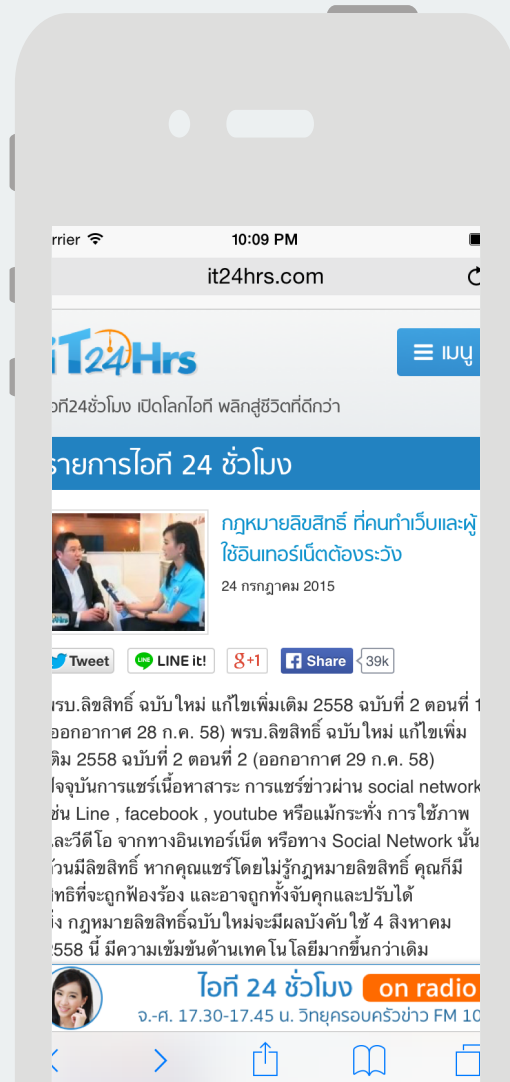 rrier 10:09 PM
it24hrs.com
iT24Hrs
เมนู
อที24ชั่วโมง เปิดโลกไอที พลิกสู่ชีวิตที่ดีกว่า
รายการไอที 24 ชั่วโมง
กฎหมายลิขสิทธิ์ ที่คนทำเว็บและผู้
ใช้อินเทอร์เน็ตต้องระวัง
24 กรกฎาคม 2015
Tweet LINE it! g+1 Share 39k
พรบ.ลิขสิทธิ์ ฉบับใหม่ แก้ไขเพิ่มเติม 2558 ฉบับที่ 2 ตอนที่ 1
ออกอากาศ 28 ก.ค. 58) พรบ.ลิขสิทธิ์ ฉบับใหม่ แก้ไขเพิ่ม
ติม 2558 ฉบับที่ 2 ตอนที่ 2 (ออกอากาศ 29 ก.ค. 58)
ัจจุบันการแชร์เนื้อหาสาระ การแชร์ข่าวผ่าน social network
ช่น Line , facebook , youtube หรือแม้กระทั่ง การใช้ภาพ
และวีดีโอ จากทางอินเทอร์เน็ต หรือทาง Social Network นั้น
้วนมีลิขสิทธิ์ หากคุณแชร์โดยไม่รู้กฎหมายลิขสิทธิ์ คุณก็มี
ิทธิที่จะถูกฟ้องร้อง และอาจถูกทั้งจับคุกและปรับได้
ึ่ง กฎหมายลิขสิทธิ์ฉบับใหม่จะมีผลบังคับใช้ 4 สิงหาคม
2558 นี้ มีความเข้มข้นด้านเทคโนโลยีมากขึ้นกว่าเดิม
ไอที 24 ชั่วโมง on radio
จ.-ศ. 17.30-17.45 น. วิทยุครอบครัวข่าว FM 10